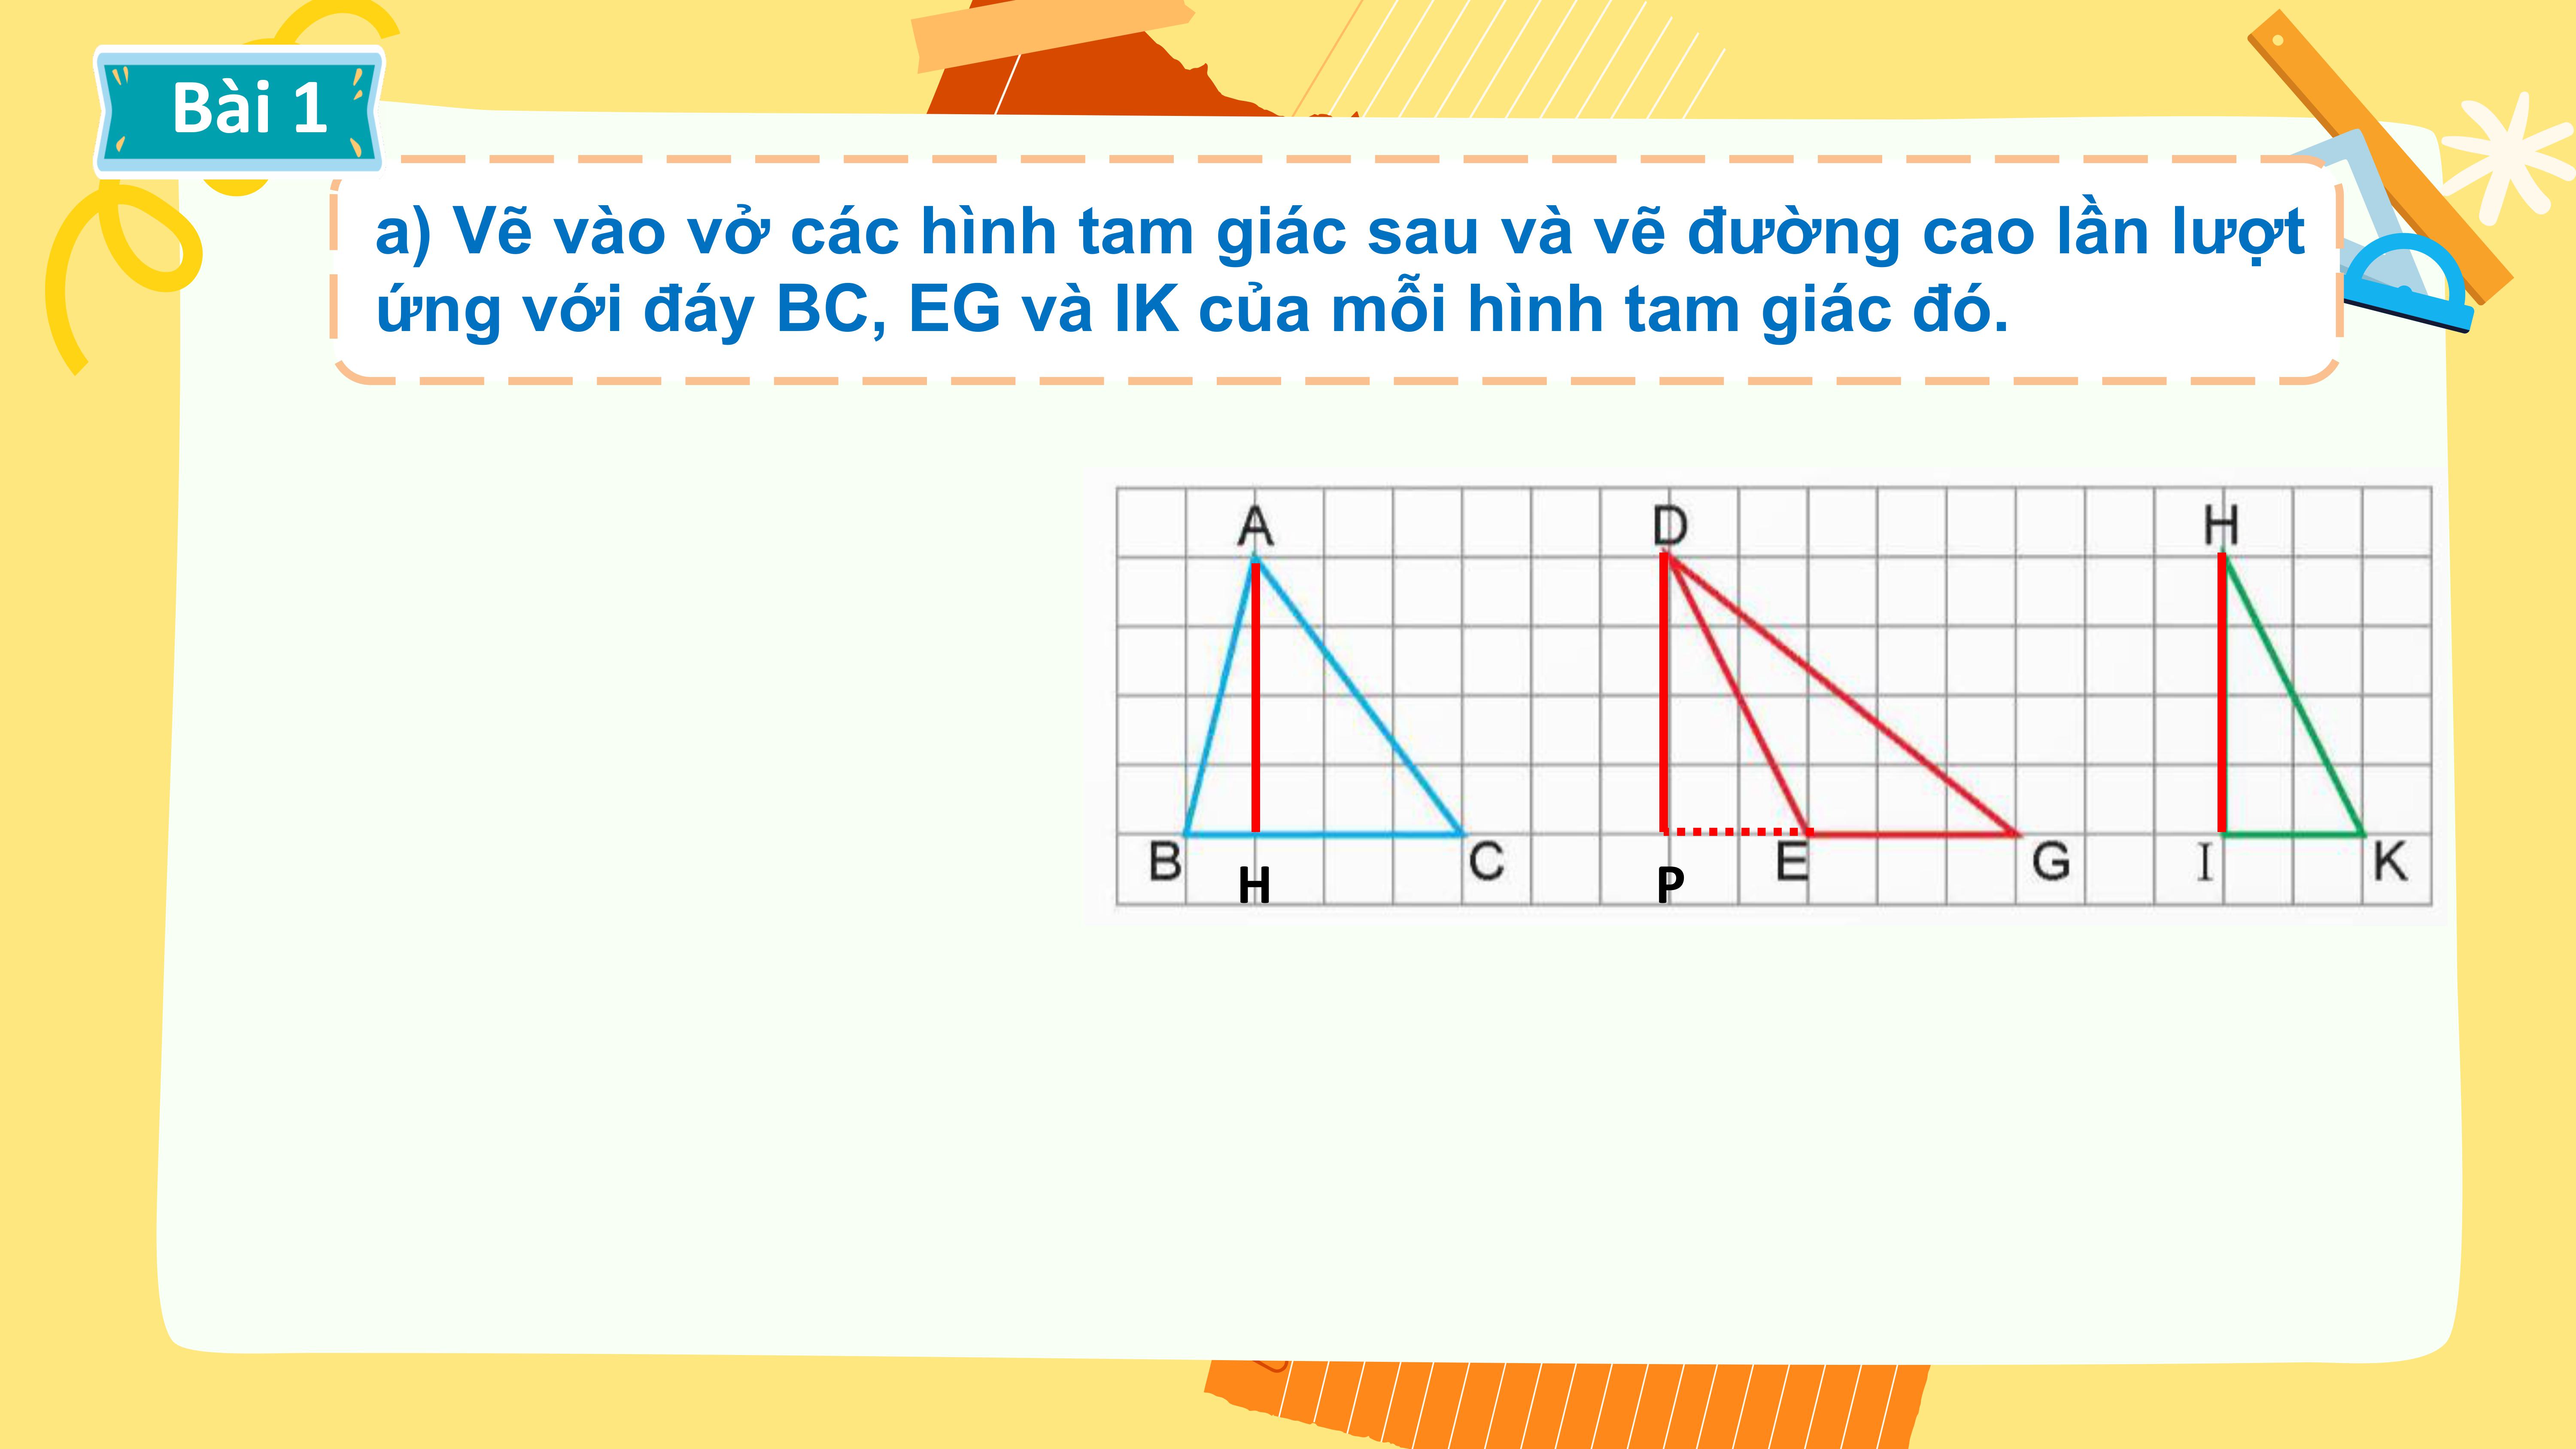 Bài 1
a) Vẽ vào vở các hình tam giác sau và vẽ đường cao lần lượt
ứng với đáy BC, EG và IK của mỗi hình tam giác đó.
A D H
B H C P E G I K